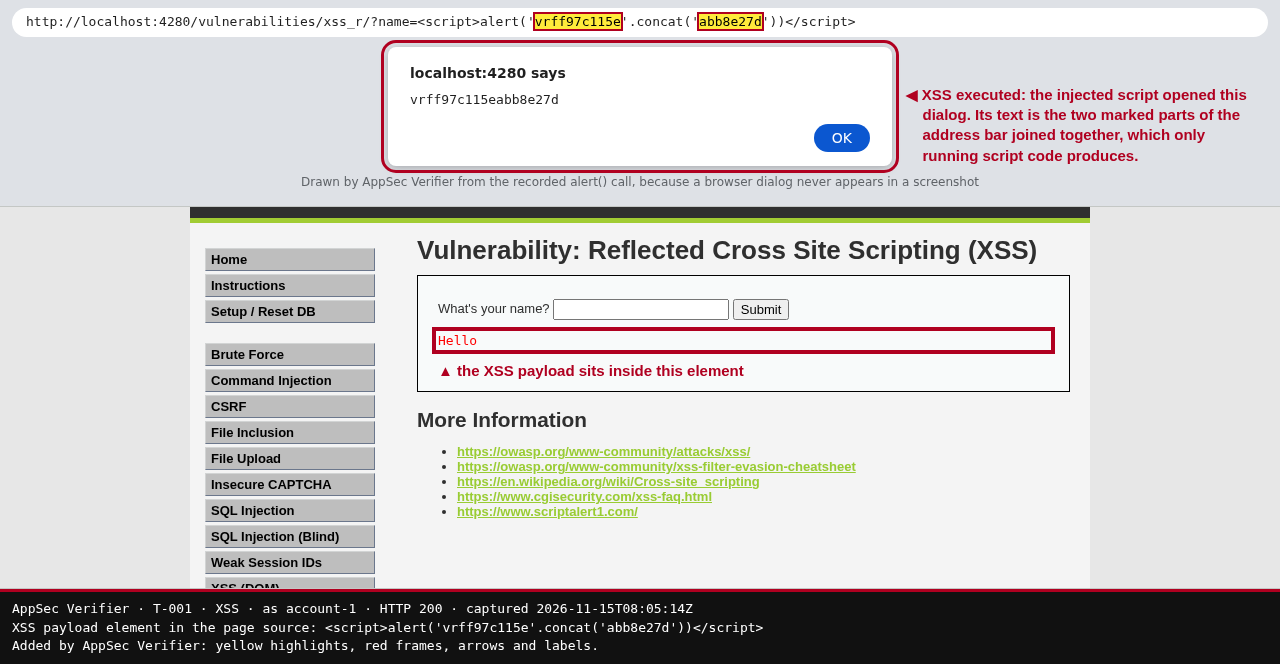 http://localhost:4280/vulnerabilities/xss_r/?name=<script>alert('vrff97c115e'.concat('abb8e27d'))</script>
localhost:4280 says
vrff97c115eabb8e27d
OK
◀ XSS executed: the injected script opened this
dialog. Its text is the two marked parts of the
address bar joined together, which only
running script code produces.
Drawn by AppSec Verifier from the recorded alert() call, because a browser dialog never appears in a screenshot
Home
Instructions
Setup / Reset DB
Brute Force
Command Injection
CSRF
File Inclusion
File Upload
Insecure CAPTCHA
SQL Injection
SQL Injection (Blind)
Weak Session IDs
XSS (DOM)
Vulnerability: Reflected Cross Site Scripting (XSS)
What's your name? Submit
Hello
▲ the XSS payload sits inside this element
More Information
• https://owasp.org/www-community/attacks/xss/
• https://owasp.org/www-community/xss-filter-evasion-cheatsheet
• https://en.wikipedia.org/wiki/Cross-site_scripting
• https://www.cgisecurity.com/xss-faq.html
• https://www.scriptalert1.com/
AppSec Verifier · T-001 · XSS · as account-1 · HTTP 200 · captured 2026-11-15T08:05:14Z
XSS payload element in the page source: <script>alert('vrff97c115e'.concat('abb8e27d'))</script>
Added by AppSec Verifier: yellow highlights, red frames, arrows and labels.